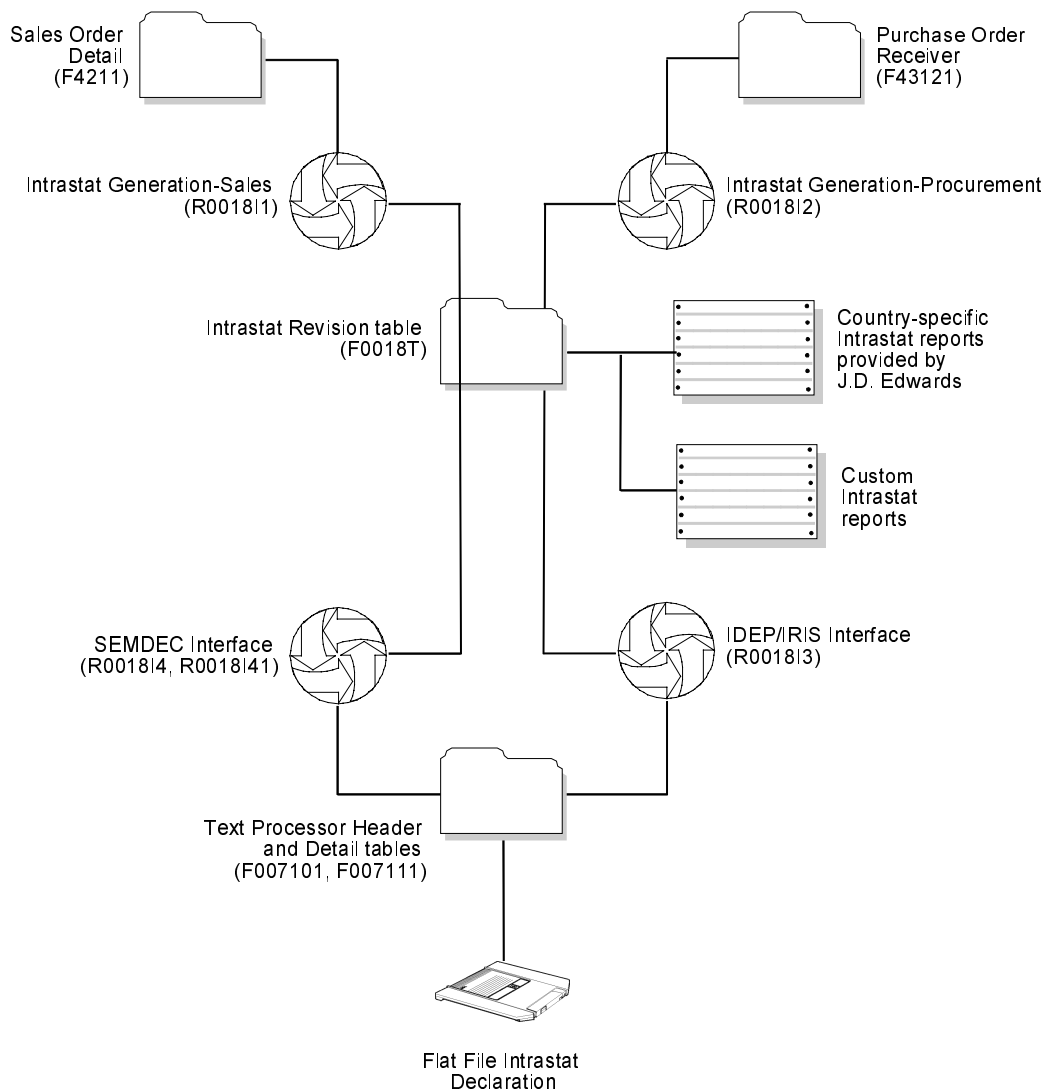 Sales Order
Detail
(F4211)
Purchase Order
Receiver
(F43121)
Intrastat Generation-Sales
(R0018I1)
Intrastat Generation-Procurement
(R0018I2)
Intrastat Revision table
(F0018T)
Country-specific
Intrastat reports
provided by
J.D. Edwards
Custom
Intrastat
reports
SEMDEC Interface
(R0018I4, R0018I41)
IDEP/IRIS Interface
(R0018I3)
Text Processor Header
and Detail tables
(F007101, F007111)
Flat File Intrastat
Declaration